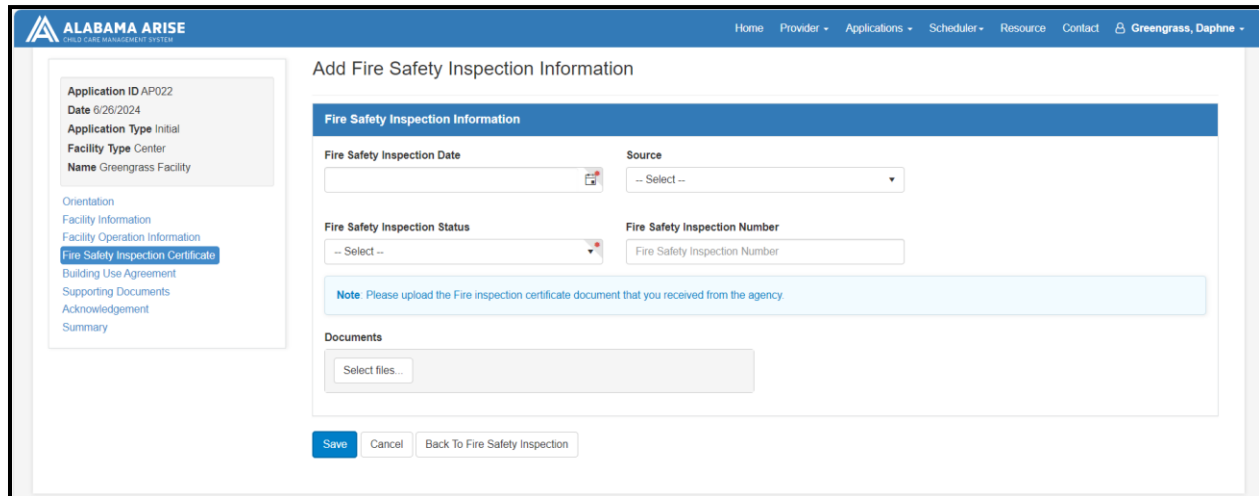 ALABAMA ARISE
CHILD CARE MANAGEMENT SYSTEM
Home Provider Applications Scheduler Resource Contact Greengrass, Daphne
Application ID AP022
Date 6/26/2024
Application Type Initial
Facility Type Center
Name Greengrass Facility
Orientation
Facility Information
Facility Operation Information
Fire Safety Inspection Certificate
Building Use Agreement
Supporting Documents
Acknowledgement
Summary
Add Fire Safety Inspection Information
Fire Safety Inspection Information
Fire Safety Inspection Date Source
-- Select --
Fire Safety Inspection Status Fire Safety Inspection Number
-- Select -- Fire Safety Inspection Number
Note: Please upload the Fire inspection certificate document that you received from the agency.
Documents
Select files...
Save Cancel Back To Fire Safety Inspection